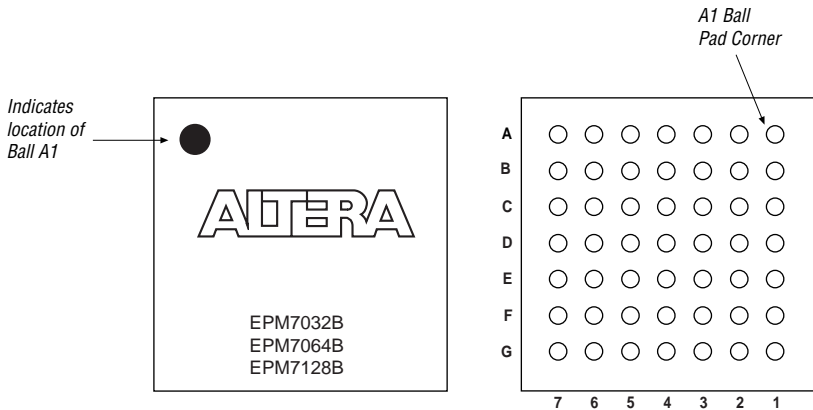 A1 Ball
Pad Corner
Indicates
location of
Ball A1
ALTERA
EPM7032B
EPM7064B
EPM7128B
A
B
C
D
E
F
G
7 6 5 4 3 2 1